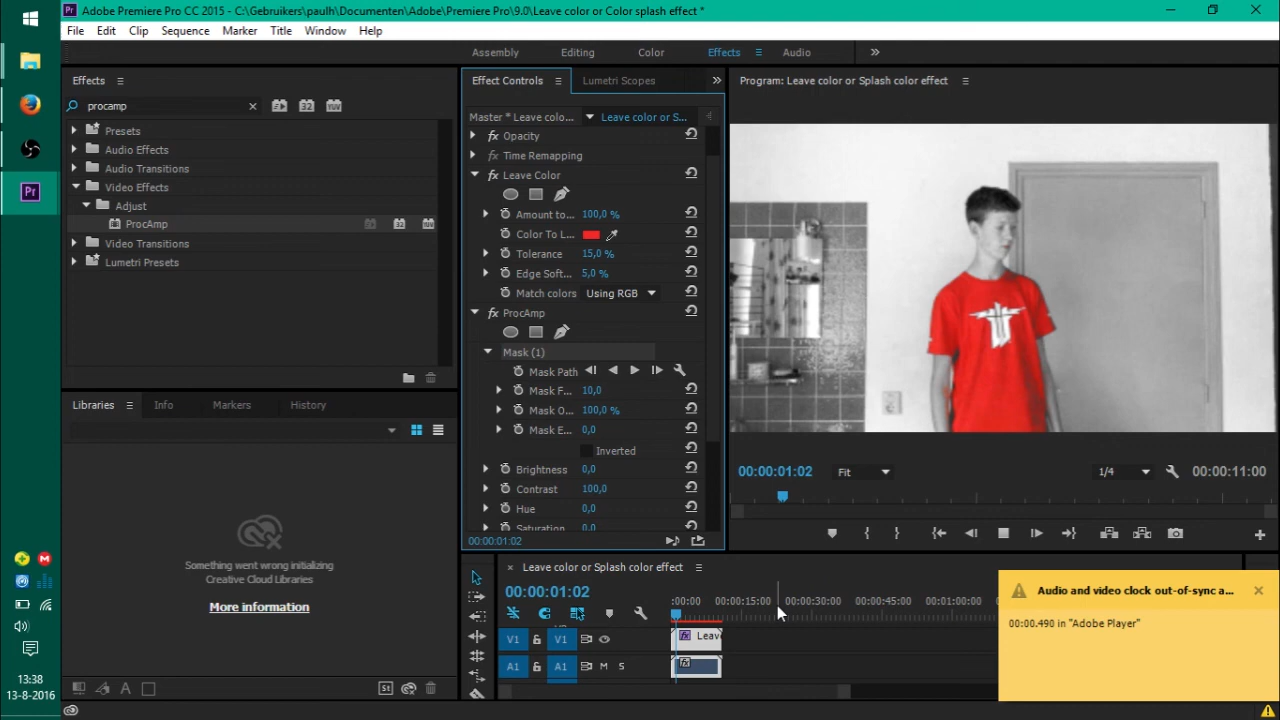 Adobe Premiere Pro CC 2015 - C:\Gebruikers\paulh\Documenten\Adobe\Premiere Pro\9.0\Leave color or Color splash effect *
File Edit Clip Sequence Marker Title Window Help
Assembly Editing Color Effects Audio
Effects
procamp
Presets
Audio Effects
Audio Transitions
Video Effects
Adjust
ProcAmp
Video Transitions
Lumetri Presets
Libraries Info Markers History
Something went wrong initializing
Creative Cloud Libraries
More information
Effect Controls Lumetri Scopes
Master * Leave colo... Leave color or S...
fx Opacity
fx Time Remapping
fx Leave Color
Amount to... 100,0 %
Color To L...
Tolerance 15,0 %
Edge Soft... 5,0 %
Match colors Using RGB
fx ProcAmp
Mask (1)
Mask Path
Mask F... 10,0
Mask O... 100,0 %
Mask E... 0,0
Inverted
Brightness 0,0
Contrast 100,0
Hue 0,0
Saturation 0,0
00:00:01:02
Program: Leave color or Splash color effect
00:00:01:02 Fit 1/4 00:00:11:00
Leave color or Splash color effect
00:00:01:02
:00:00 00:00:15:00 00:00:30:00 00:00:45:00 00:01:00:00
V1 V1 fx Leave
A1 A1 M S fx
Audio and video clock out-of-sync a...
00:00.490 in "Adobe Player"
Pr
St
13:38
13-8-2016